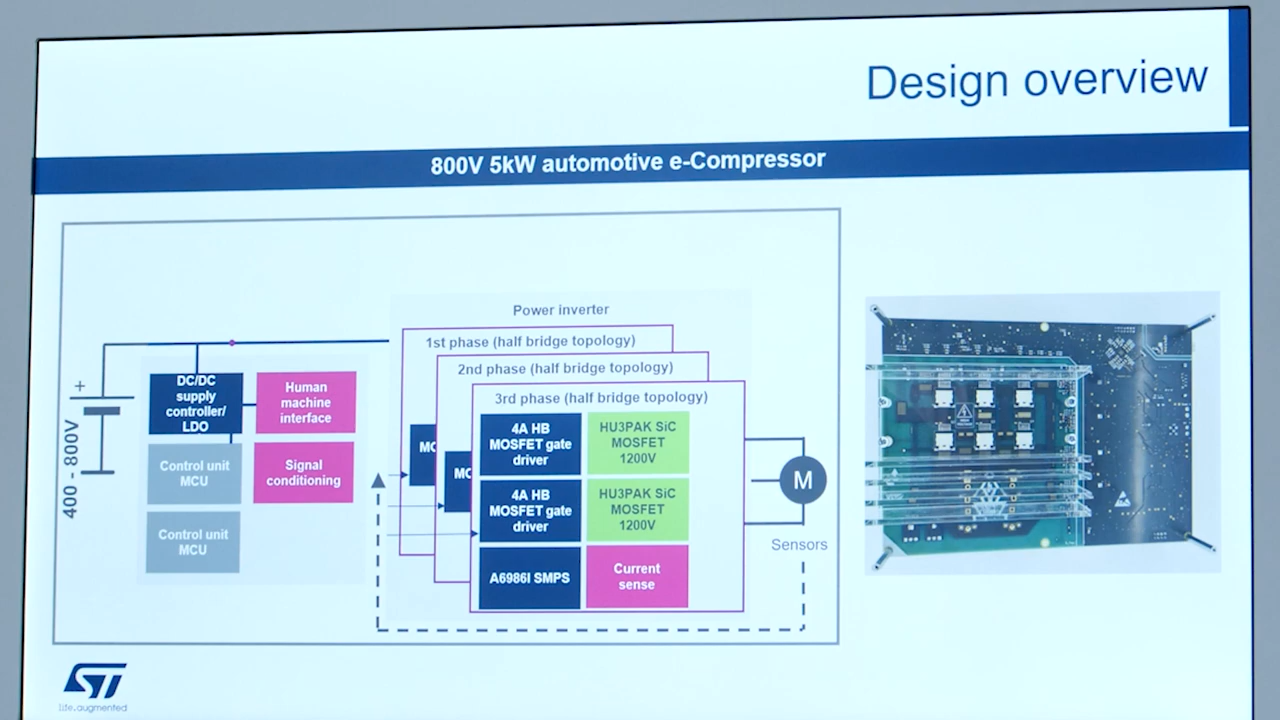 Design overview
800V 5kW automotive e-Compressor
Power inverter
1st phase (half bridge topology)
2nd phase (half bridge topology)
3rd phase (half bridge topology)
+
400 - 800V
DC/DC
supply
controller/
LDO
Human
machine
interface
Control unit
MCU
Signal
conditioning
Control unit
MCU
MC
MC
4A HB
MOSFET gate
driver
HU3PAK SiC
MOSFET
1200V
4A HB
MOSFET gate
driver
HU3PAK SiC
MOSFET
1200V
A6986I SMPS
Current
sense
M
Sensors
ST
life.augmented